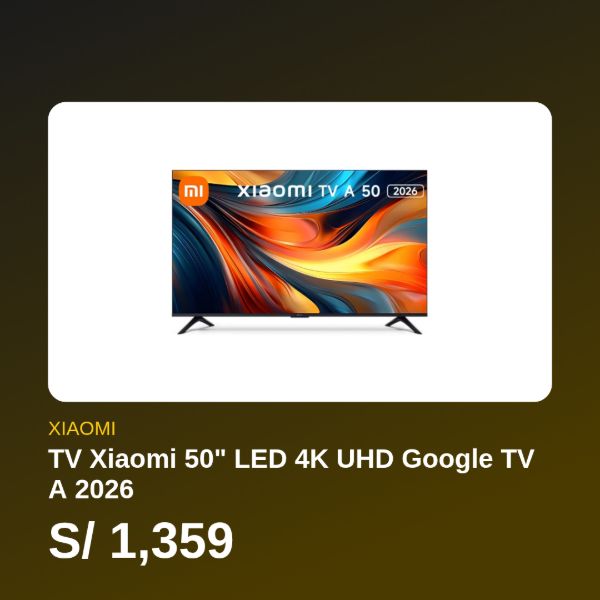 mi XIAOMI TV A 50 2026
XIAOMI
TV Xiaomi 50" LED 4K UHD Google TV
A 2026
S/ 1,359